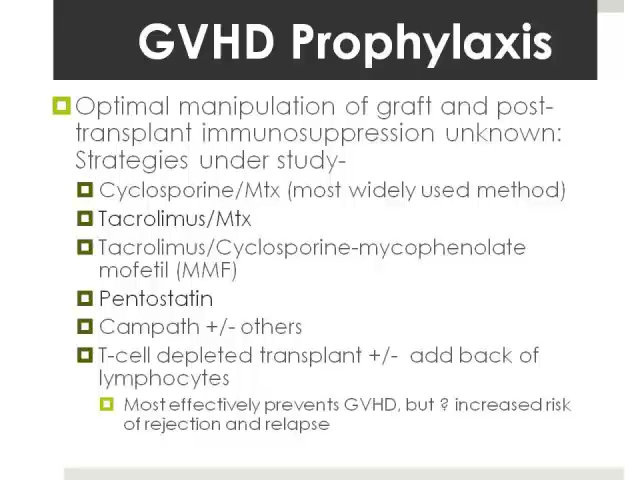 GVHD Prophylaxis
Optimal manipulation of graft and post-
transplant immunosuppression unknown:
Strategies under study-
Cyclosporine/Mtx (most widely used method)
Tacrolimus/Mtx
Tacrolimus/Cyclosporine-mycophenolate
mofetil (MMF)
Pentostatin
Campath +/- others
T-cell depleted transplant +/- add back of
lymphocytes
Most effectively prevents GVHD, but ? increased risk
of rejection and relapse